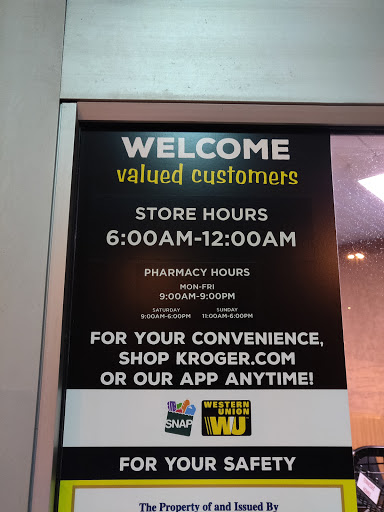 WELCOME
valued customers
STORE HOURS
6:00AM-12:00AM
PHARMACY HOURS
MON-FRI
9:00AM-9:00PM
SATURDAY SUNDAY
9:00AM-6:00PM 11:00AM-6:00PM
FOR YOUR CONVENIENCE,
SHOP KROGER.COM
OR OUR APP ANYTIME!
SNAP
WESTERN
UNION
WU
FOR YOUR SAFETY
The Property of and Issued By